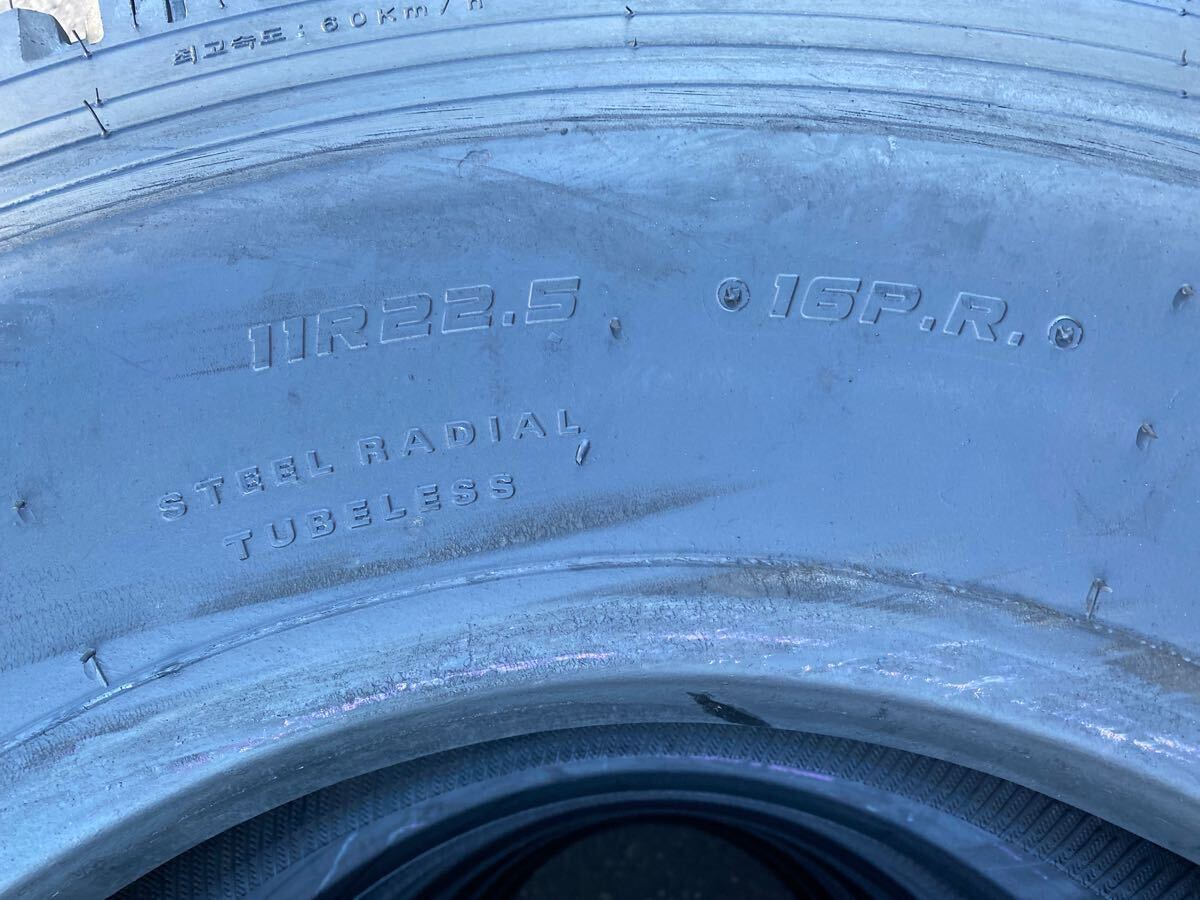 최고속도: 60Km/h
11R22.5 16P.R.
STEEL RADIAL
TUBELESS